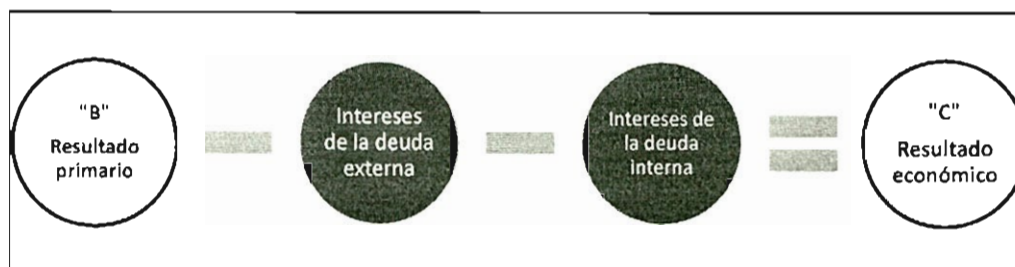 "B"
Resultado
primario
Intereses
de la deuda
externa
Intereses de
la deuda
interna
"C"
Resultado
económico